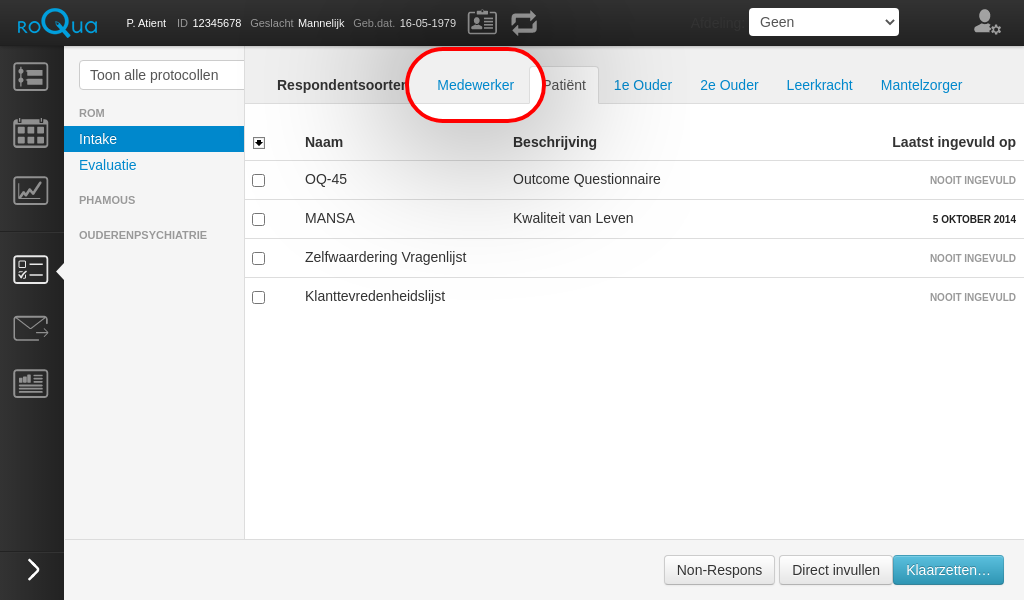 roQua P. Atient ID 12345678 Geslacht Mannelijk Geb.dat. 16-05-1979 Afdeling Geen
Toon alle protocollen
ROM
Intake
Evaluatie
PHAMOUS
OUDERENPSYCHIATRIE
Respondentsoorten Medewerker Patiënt 1e Ouder 2e Ouder Leerkracht Mantelzorger
Naam Beschrijving Laatst ingevuld op
OQ-45 Outcome Questionnaire NOOIT INGEVULD
MANSA Kwaliteit van Leven 5 OKTOBER 2014
Zelfwaardering Vragenlijst NOOIT INGEVULD
Klanttevredenheidslijst NOOIT INGEVULD
Non-Respons Direct invullen Klaarzetten…